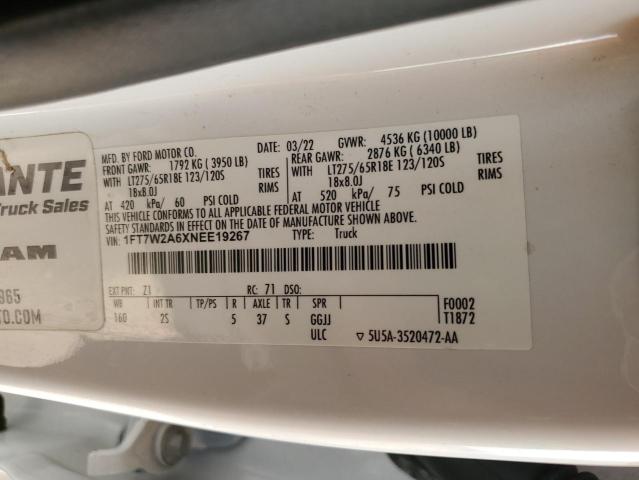 MFD. BY FORD MOTOR CO.
DATE: 03/22 GVWR: 4536 KG (10000 LB)
FRONT GAWR: 1792 KG ( 3950 LB) REAR GAWR: 2876 KG ( 6340 LB)
WITH LT275/65R18E 123/120S TIRES WITH LT275/65R18E 123/120S TIRES
18x8.0J RIMS 18x8.0J RIMS
AT 420 kPa/ 60 PSI COLD AT 520 kPa/ 75 PSI COLD
THIS VEHICLE CONFORMS TO ALL APPLICABLE FEDERAL MOTOR VEHICLE
SAFETY STANDARDS IN EFFECT ON THE DATE OF MANUFACTURE SHOWN ABOVE.
VIN: 1FT7W2A6XNEE19267 TYPE: Truck
EXT PNT: Z1 RC: 71 DSO:
WB INT TR TP/PS R AXLE TR SPR
160 2S 5 37 S GGJJ
ULC
F0002
T1872
5U5A-3520472-AA
ANTE
Truck Sales
AM
965
TO.COM